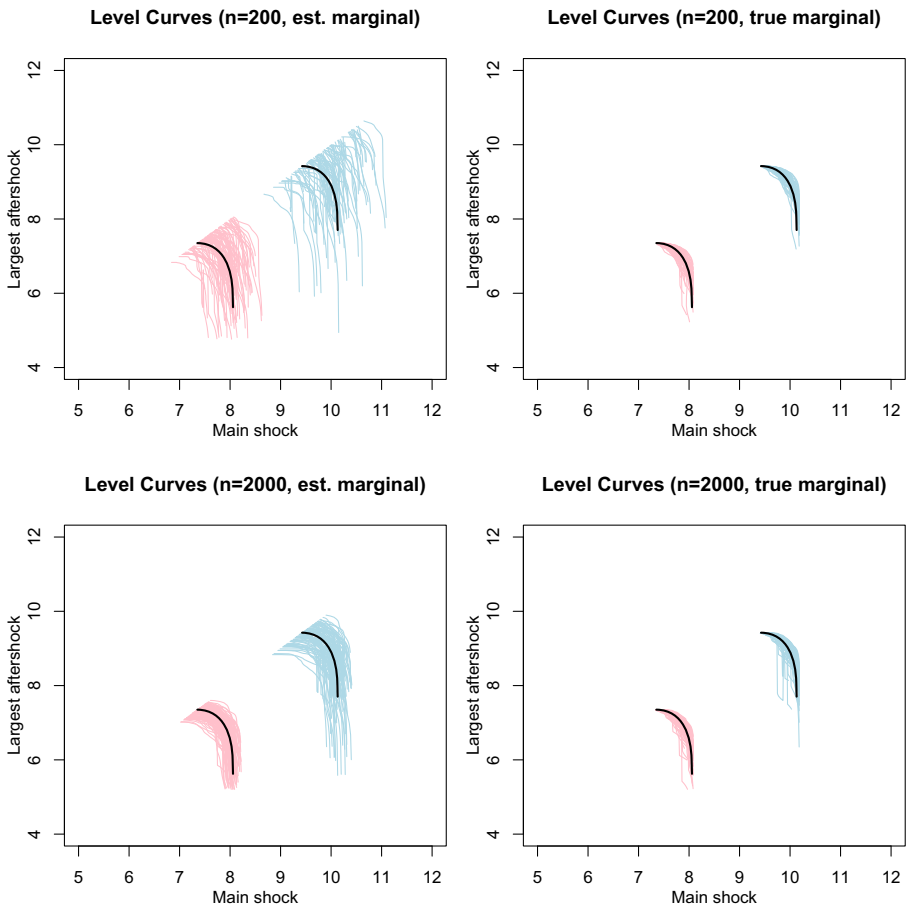 Level Curves (n=200, est. marginal)
Largest aftershock
12
10
8
6
4
5 6 7 8 9 10 11 12
Main shock
Level Curves (n=200, true marginal)
Largest aftershock
12
10
8
6
4
5 6 7 8 9 10 11 12
Main shock
Level Curves (n=2000, est. marginal)
Largest aftershock
12
10
8
6
4
5 6 7 8 9 10 11 12
Main shock
Level Curves (n=2000, true marginal)
Largest aftershock
12
10
8
6
4
5 6 7 8 9 10 11 12
Main shock